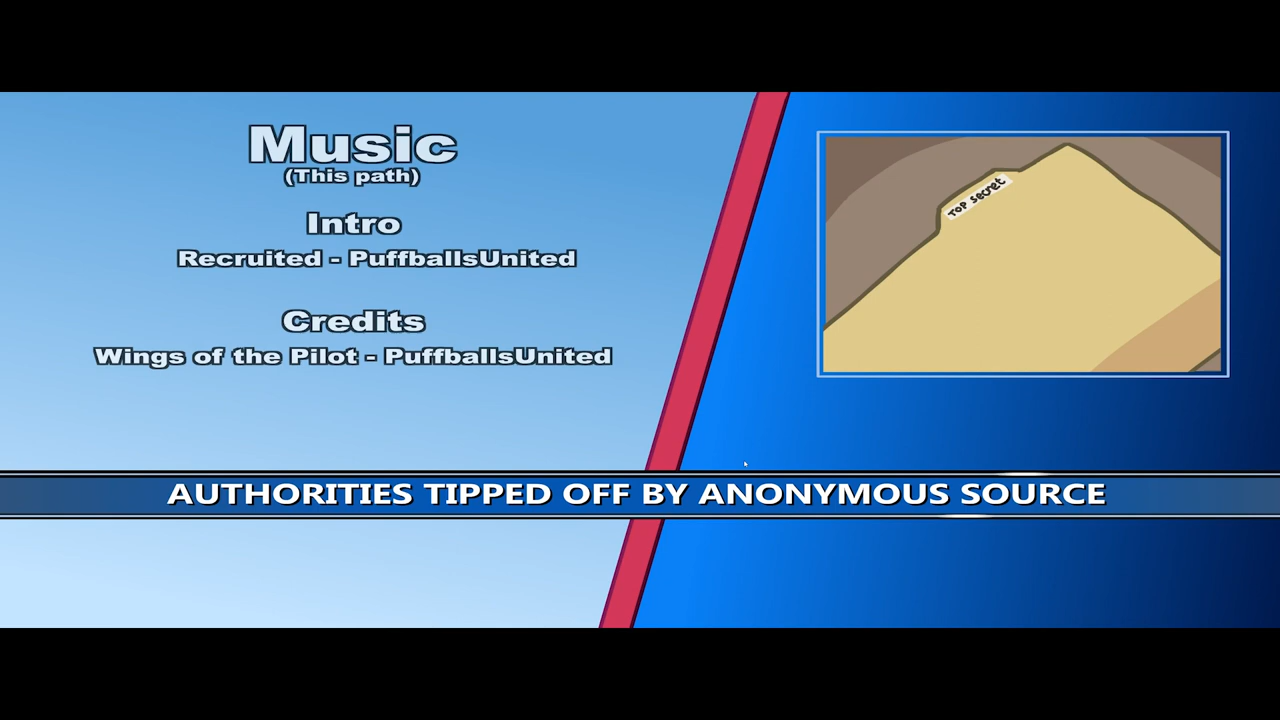 Music
(This path)
Intro
Recruited - PuffballsUnited
Credits
Wings of the Pilot - PuffballsUnited
TOP SECRET
AUTHORITIES TIPPED OFF BY ANONYMOUS SOURCE